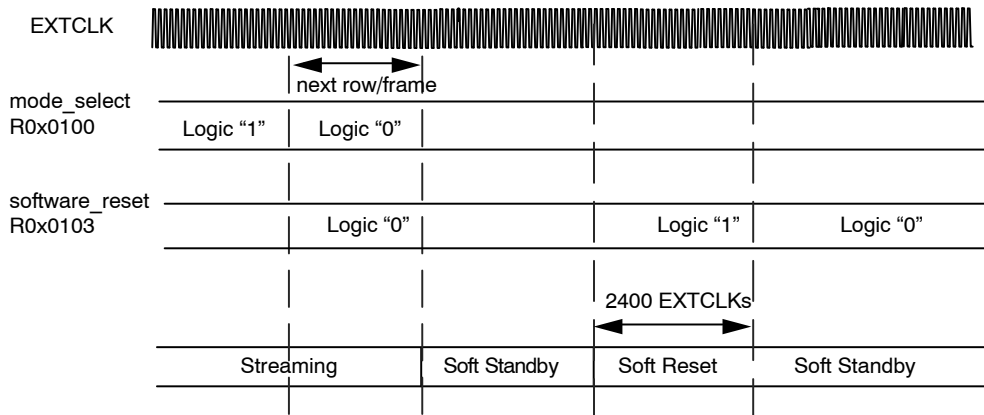 EXTCLK
next row/frame
mode_select
R0x0100
Logic “1”
Logic “0”
software_reset
R0x0103
Logic “0”
Logic “1”
Logic “0”
2400 EXTCLKs
Streaming
Soft Standby
Soft Reset
Soft Standby